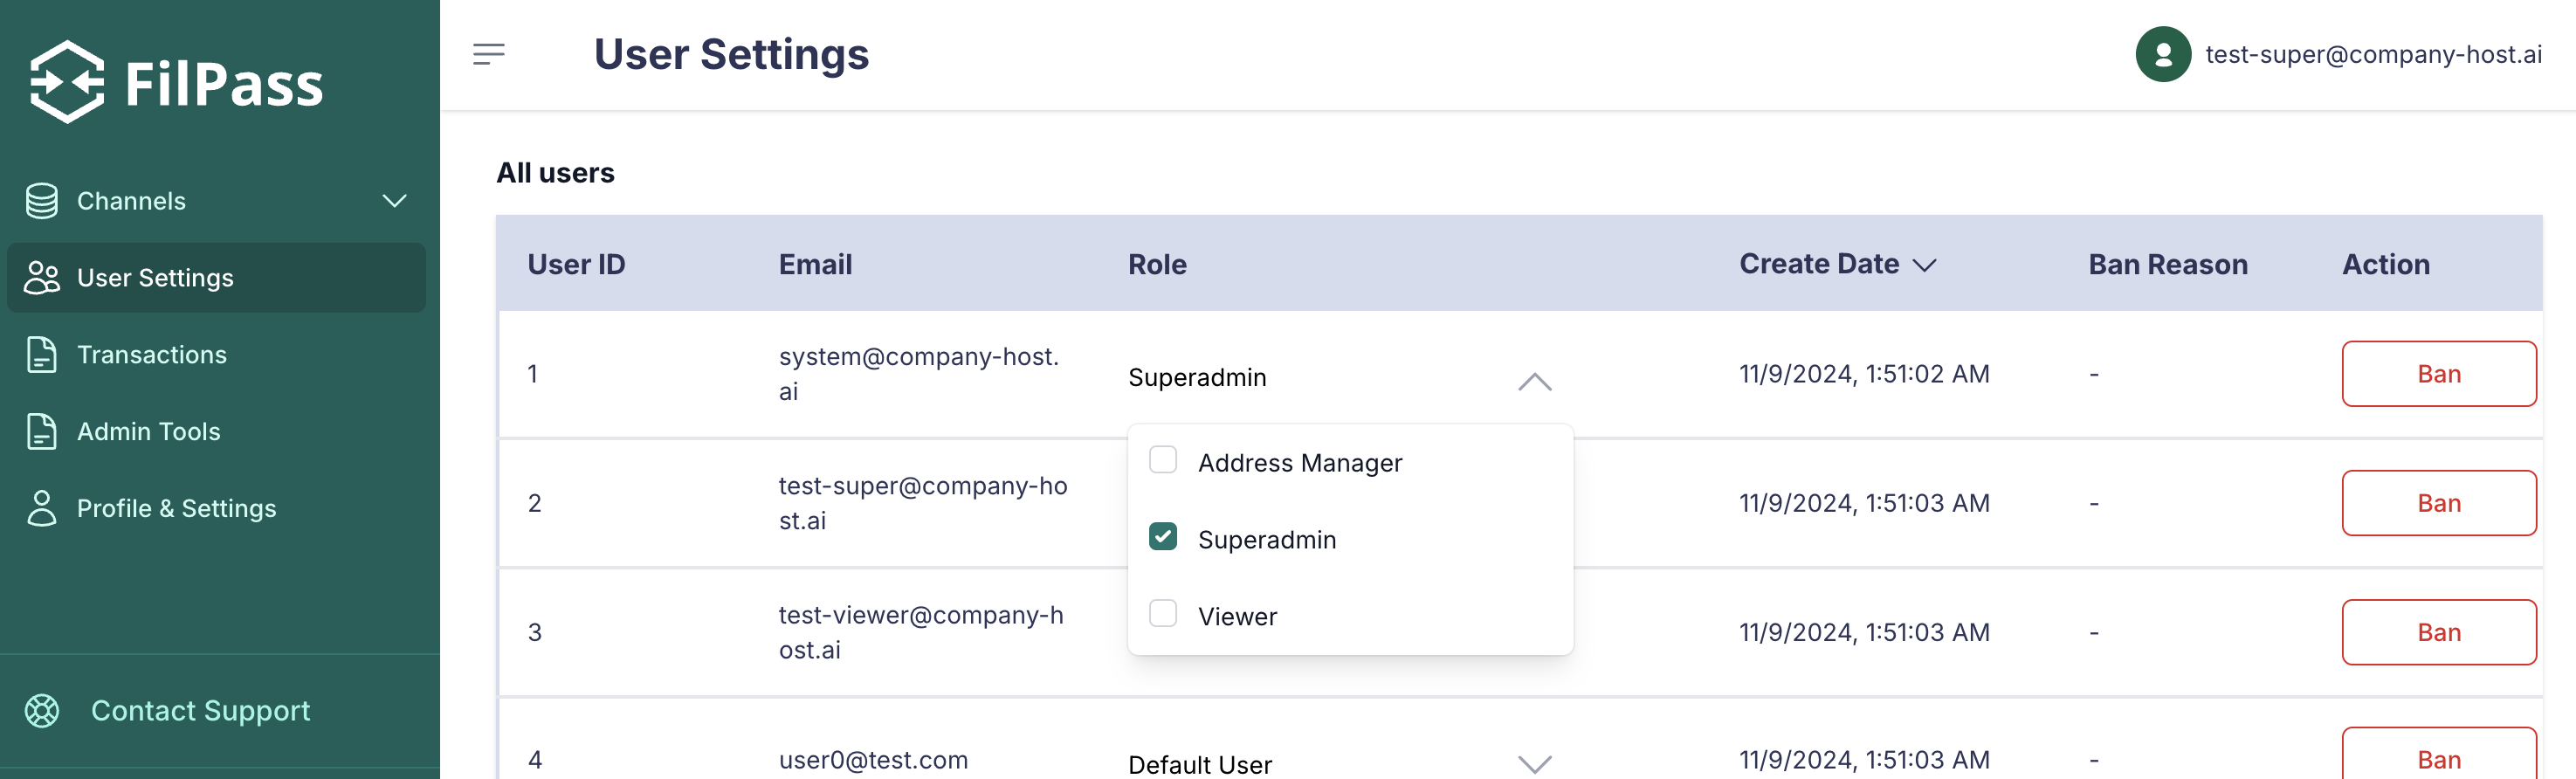 FilPass
Channels
User Settings
Transactions
Admin Tools
Profile & Settings
Contact Support
User Settings
test-super@company-host.ai
All users
User ID Email Role Create Date Ban Reason Action
1 system@company-host. Superadmin 11/9/2024, 1:51:02 AM - Ban
ai
Address Manager
Superadmin
Viewer
2 test-super@company-ho 11/9/2024, 1:51:03 AM - Ban
st.ai
3 test-viewer@company-h 11/9/2024, 1:51:03 AM - Ban
ost.ai
4 user0@test.com Default User 11/9/2024, 1:51:03 AM - Ban